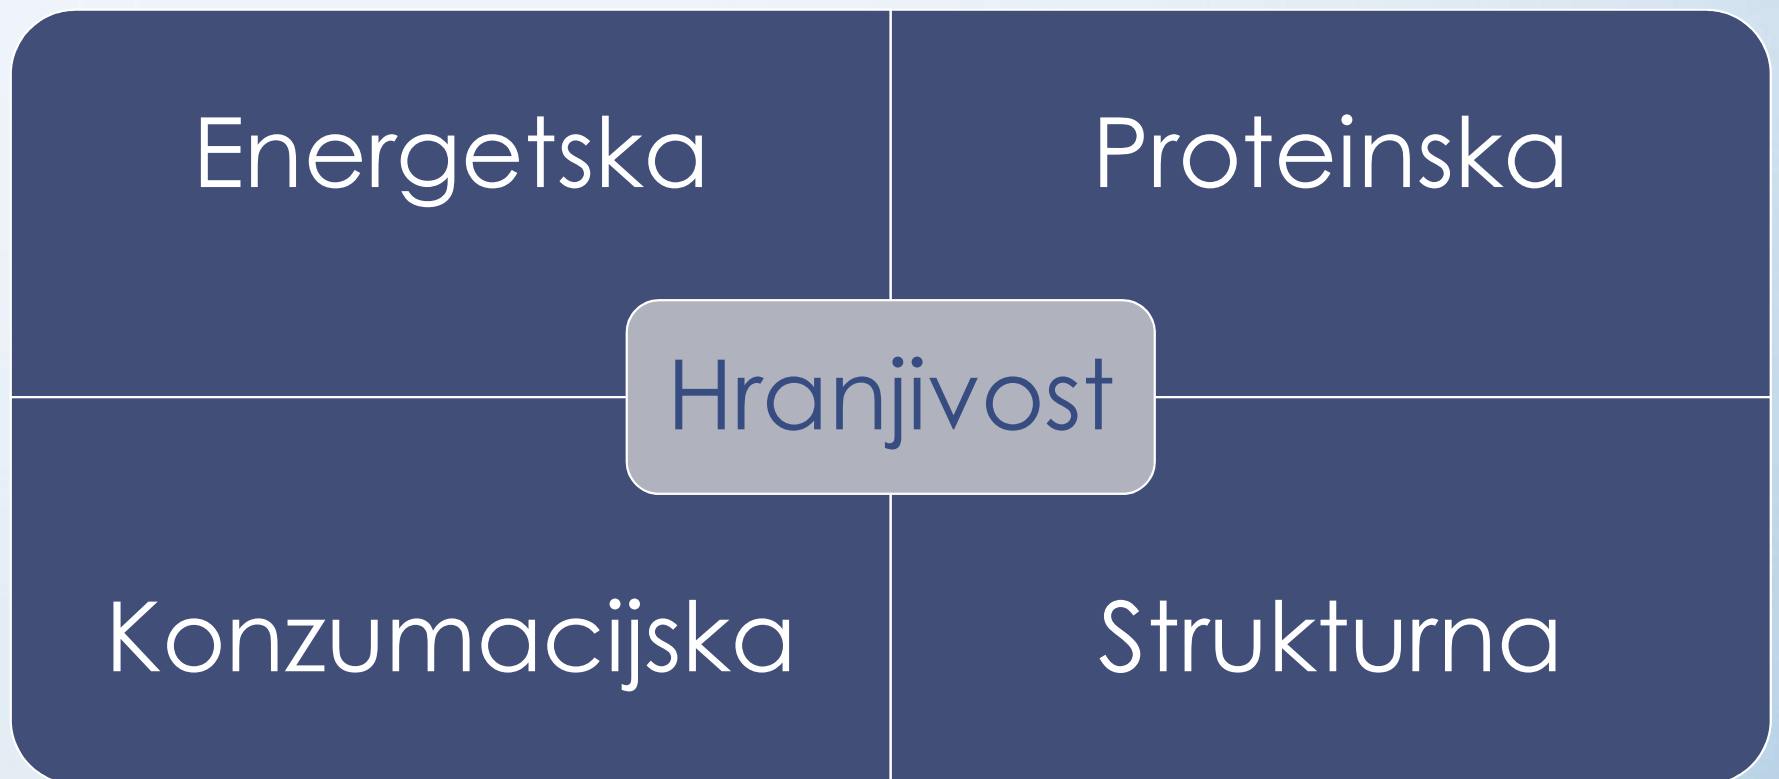 Energetska
Proteinska
Hranjivost
Konzumacijska
Strukturna